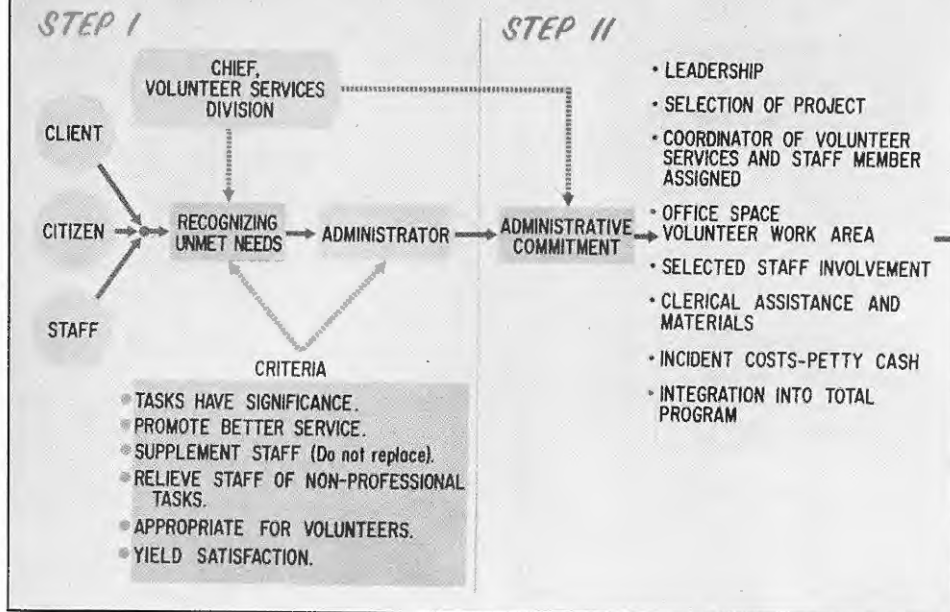 STEP I
CHIEF,
VOLUNTEER SERVICES
DIVISION
CLIENT
CITIZEN
STAFF
RECOGNIZING
UNMET NEEDS
ADMINISTRATOR
CRITERIA
• TASKS HAVE SIGNIFICANCE.
• PROMOTE BETTER SERVICE.
• SUPPLEMENT STAFF (Do not replace).
• RELIEVE STAFF OF NON-PROFESSIONAL
TASKS.
• APPROPRIATE FOR VOLUNTEERS.
• YIELD SATISFACTION.
STEP II
ADMINISTRATIVE
COMMITMENT
• LEADERSHIP
• SELECTION OF PROJECT
• COORDINATOR OF VOLUNTEER
SERVICES AND STAFF MEMBER
ASSIGNED
• OFFICE SPACE
VOLUNTEER WORK AREA
• SELECTED STAFF INVOLVEMENT
• CLERICAL ASSISTANCE AND
MATERIALS
• INCIDENT COSTS-PETTY CASH
• INTEGRATION INTO TOTAL
PROGRAM